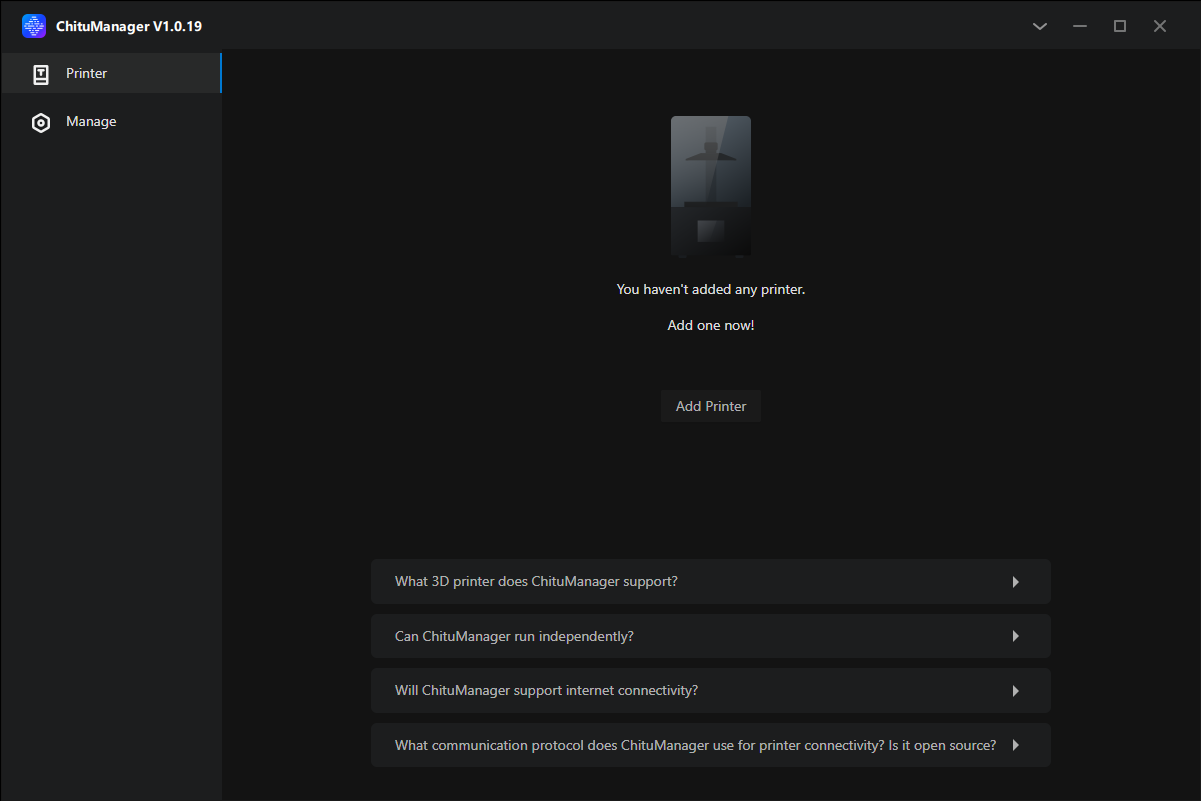 ChituManager V1.0.19
Printer
Manage
You haven't added any printer.
Add one now!
Add Printer
What 3D printer does ChituManager support?
Can ChituManager run independently?
Will ChituManager support internet connectivity?
What communication protocol does ChituManager use for printer connectivity? Is it open source?